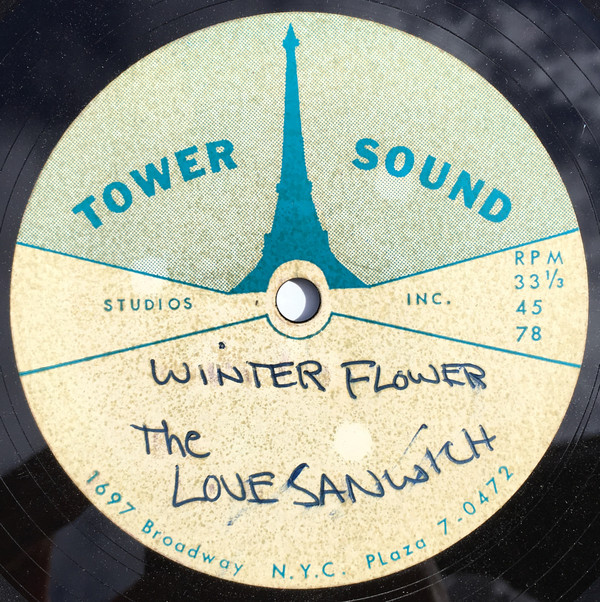 TOWER SOUND
RPM
33 1/3
45
78
STUDIOS INC.
WINTER FLOWER
The
LOVE SANWICH
1697 Broadway N.Y.C. PLaza 7-0472